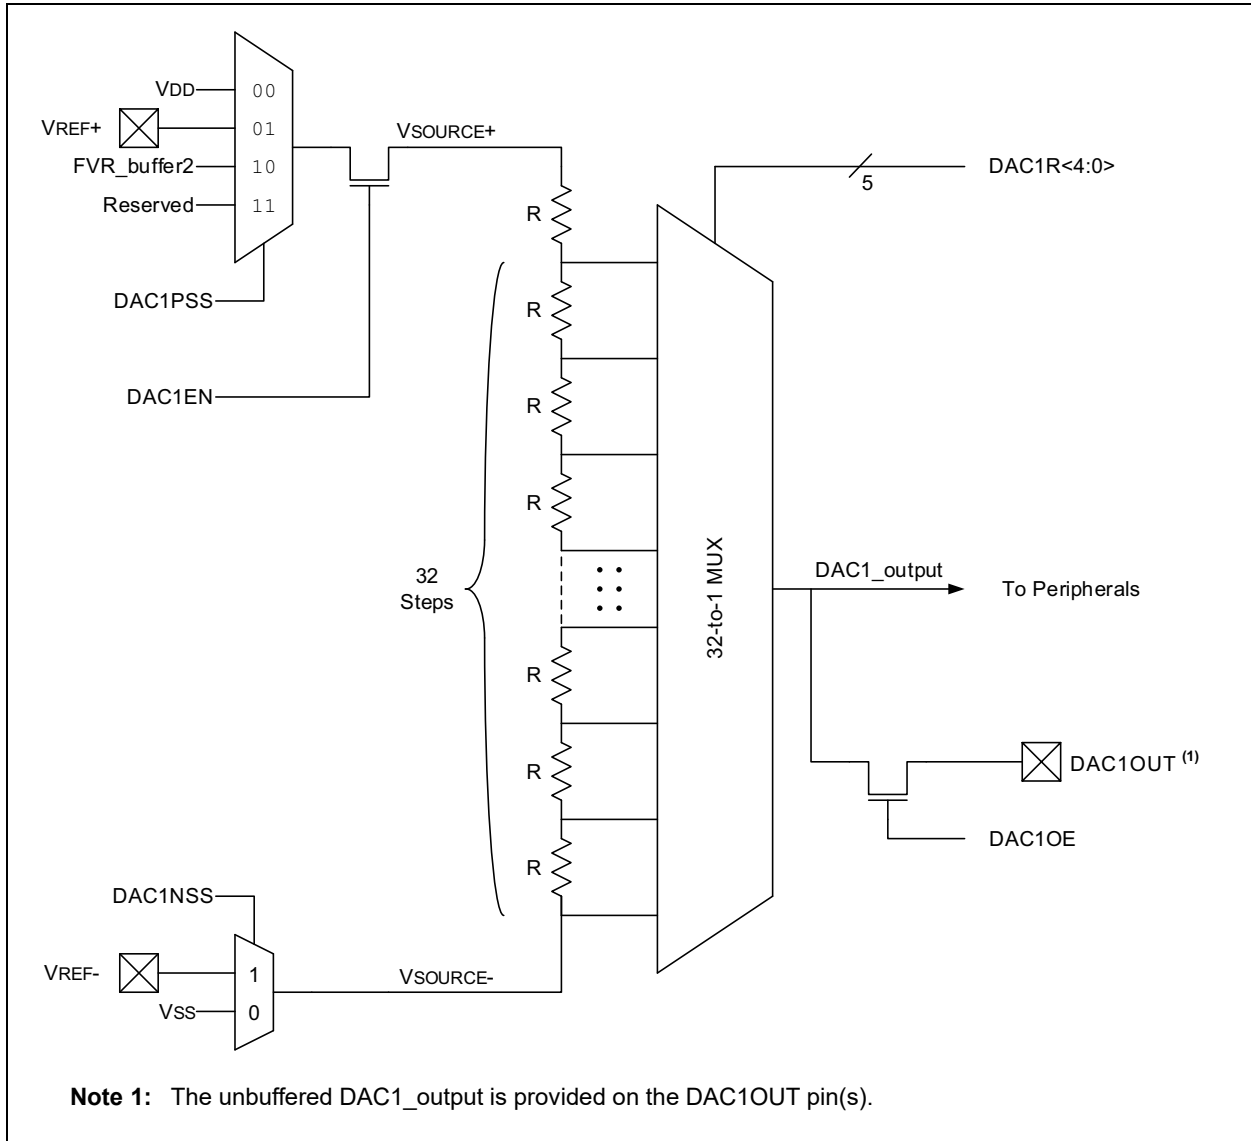 VDD
00
VREF+
01
FVR_buffer2
10
Reserved
11
DAC1PSS
DAC1EN
VSOURCE+
R
R
R
R
32
Steps
R
R
R
DAC1R<4:0>
5
32-to-1 MUX
DAC1_output
To Peripherals
DAC1OUT (1)
DAC1OE
DAC1NSS
VREF-
1
VSS
0
VSOURCE-
Note 1: The unbuffered DAC1_output is provided on the DAC1OUT pin(s).